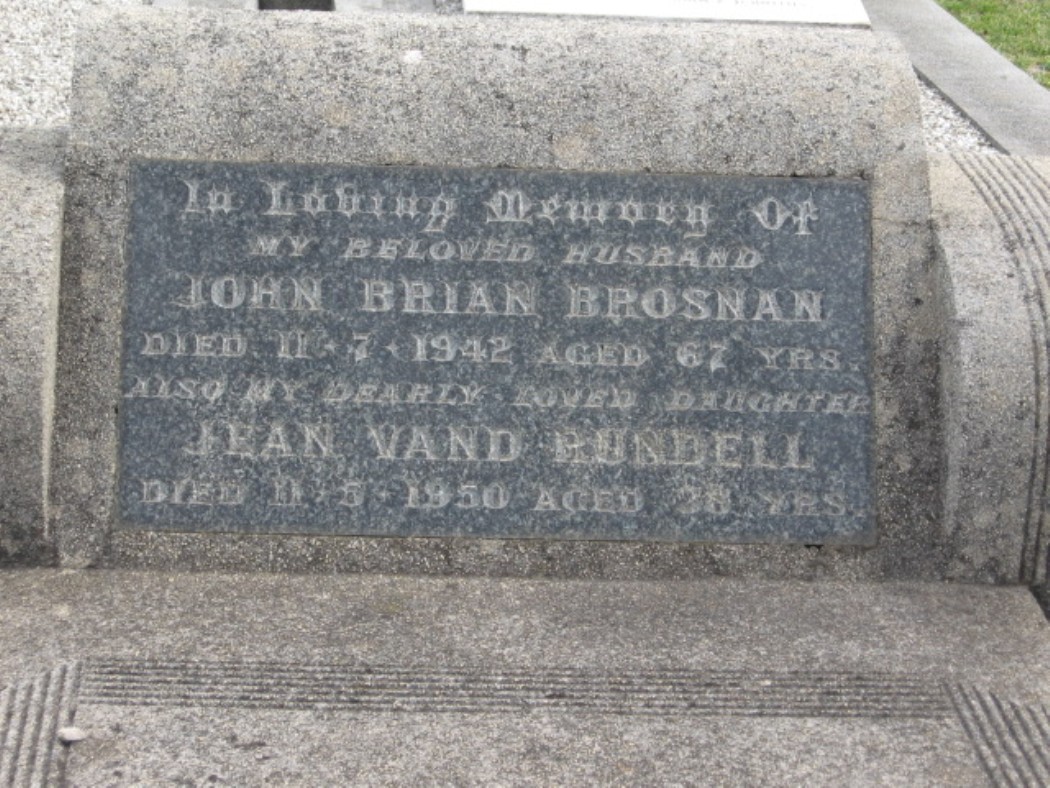 In Loving Memory Of
MY BELOVED HUSBAND
JOHN BRIAN BROSNAN
DIED 11-7-1942 AGED 67 YRS.
ALSO MY DEARLY LOVED DAUGHTER
JEAN VAND RUNDELL
DIED 11-5-1950 AGED 38 YRS.